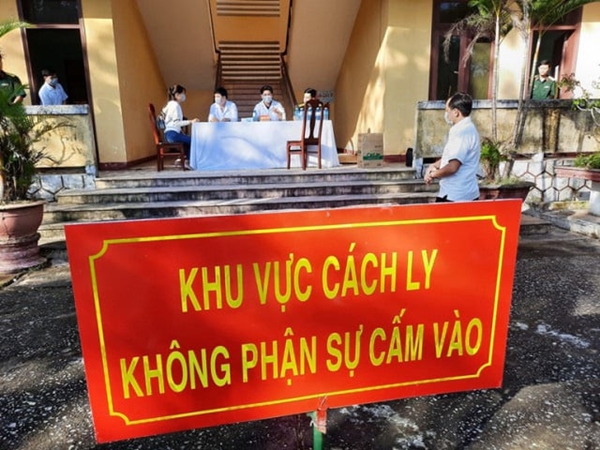 KHU VỰC CÁCH LY
KHÔNG PHẬN SỰ CẤM VÀO